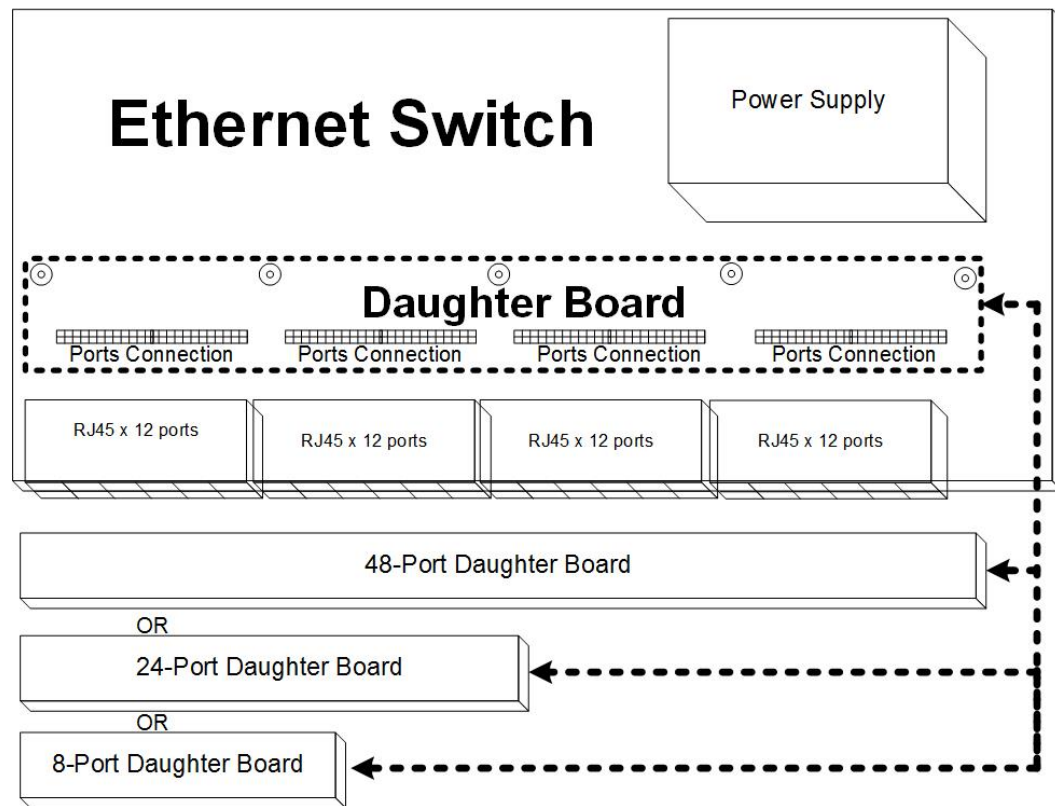 Ethernet Switch
Power Supply
Daughter Board
Ports Connection
Ports Connection
Ports Connection
Ports Connection
RJ45 x 12 ports
RJ45 x 12 ports
RJ45 x 12 ports
RJ45 x 12 ports
48-Port Daughter Board
OR
24-Port Daughter Board
OR
8-Port Daughter Board